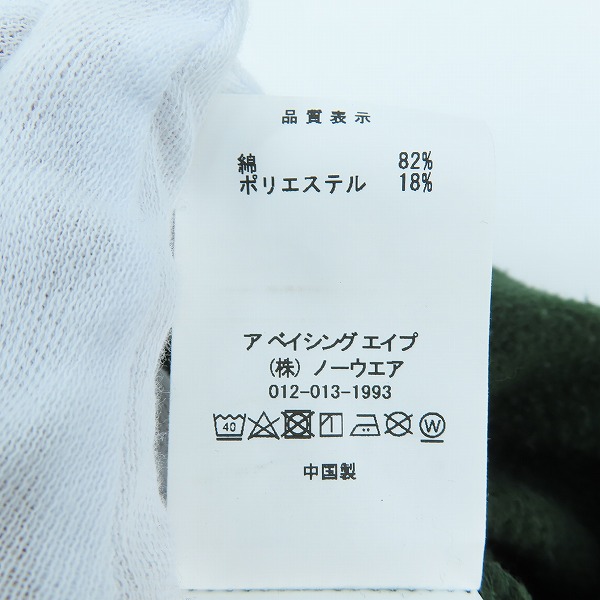 品質表示
綿 82%
ポリエステル 18%
ア ベイシング エイプ
(株) ノーウエア
012-013-1993
40 W
中国製